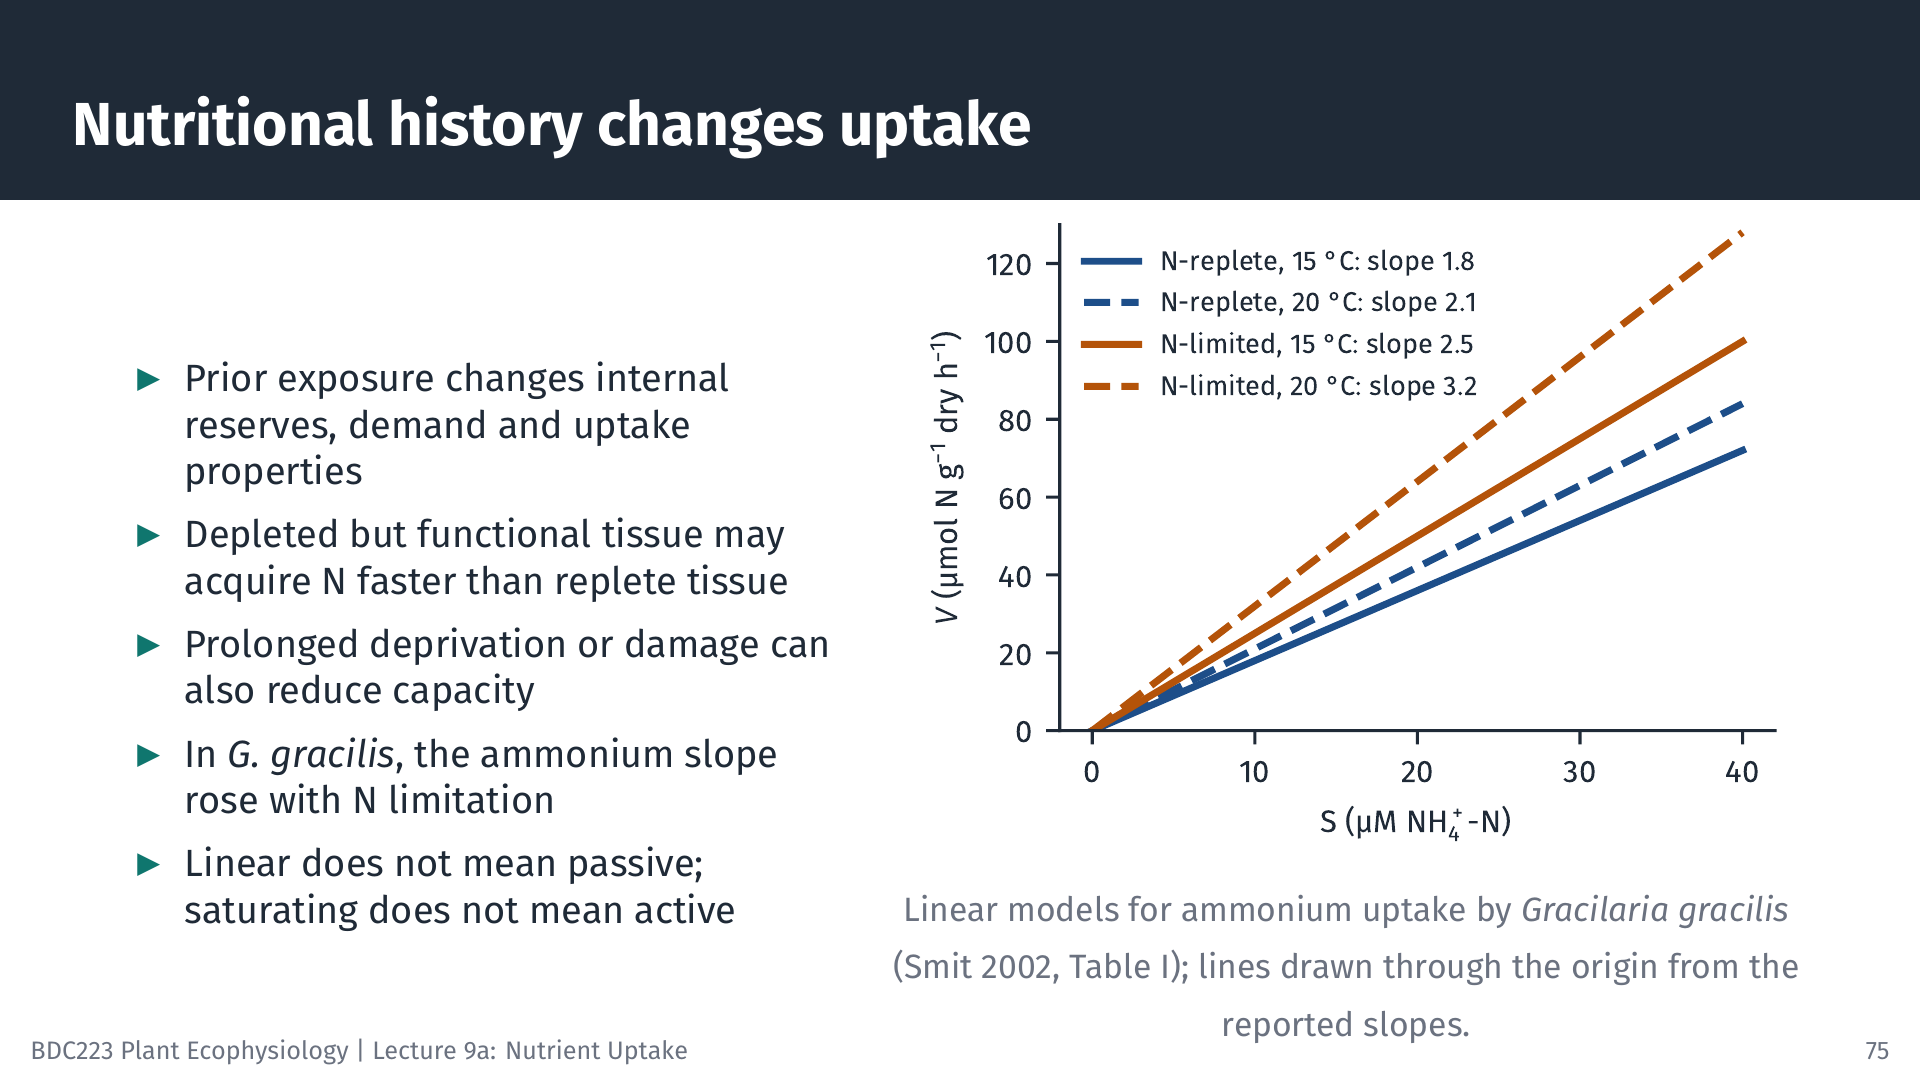 Nutritional history changes uptake
► Prior exposure changes internal
reserves, demand and uptake
properties
► Depleted but functional tissue may
acquire N faster than replete tissue
► Prolonged deprivation or damage can
also reduce capacity
► In G. gracilis, the ammonium slope
rose with N limitation
► Linear does not mean passive;
saturating does not mean active
V (µmol N g⁻¹ dry h⁻¹)
120
100
80
60
40
20
0
N-replete, 15 °C: slope 1.8
N-replete, 20 °C: slope 2.1
N-limited, 15 °C: slope 2.5
N-limited, 20 °C: slope 3.2
0 10 20 30 40
S (µM NH₄⁺-N)
Linear models for ammonium uptake by Gracilaria gracilis
(Smit 2002, Table I); lines drawn through the origin from the
reported slopes.
BDC223 Plant Ecophysiology | Lecture 9a: Nutrient Uptake
75